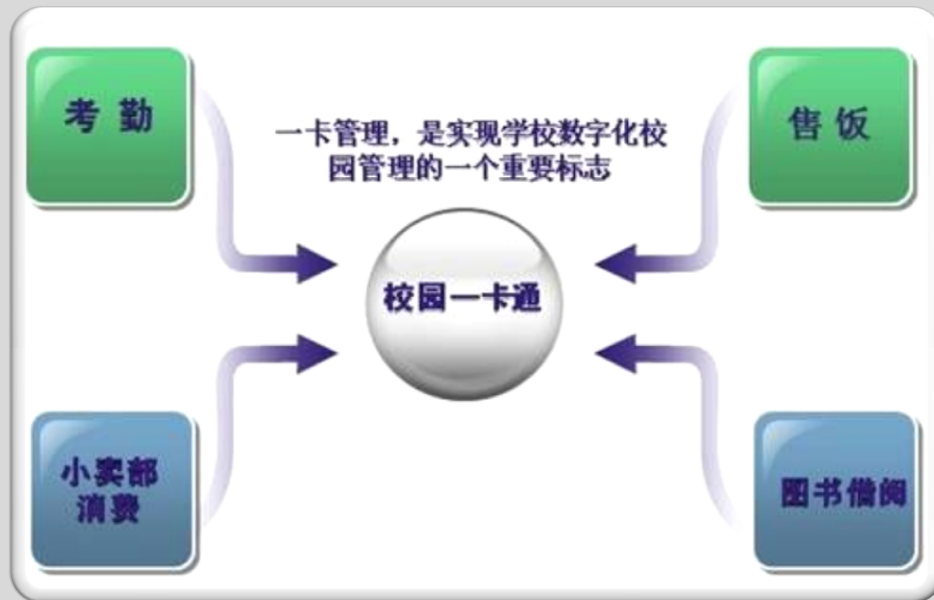 考 勤
售 饭
一卡管理，是实现学校数字化校
园管理的一个重要标志
校园一卡通
小卖部
消费
图书借阅